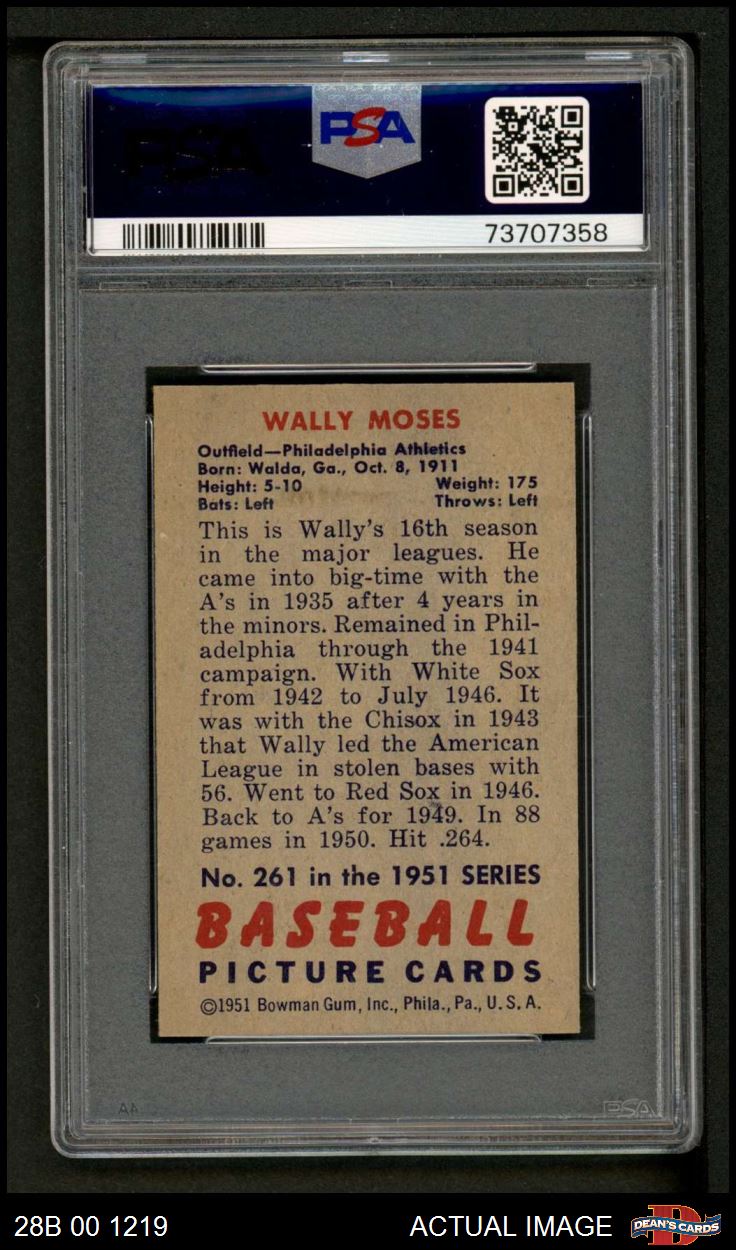 PSA
73707358
WALLY MOSES
Outfield—Philadelphia Athletics
Born: Walda, Ga., Oct. 8, 1911
Height: 5-10 Weight: 175
Bats: Left Throws: Left
This is Wally's 16th season
in the major leagues. He
came into big-time with the
A's in 1935 after 4 years in
the minors. Remained in Phil-
adelphia through the 1941
campaign. With White Sox
from 1942 to July 1946. It
was with the Chisox in 1943
that Wally led the American
League in stolen bases with
56. Went to Red Sox in 1946.
Back to A's for 1949. In 88
games in 1950. Hit .264.
No. 261 in the 1951 SERIES
BASEBALL
PICTURE CARDS
©1951 Bowman Gum, Inc., Phila., Pa., U. S. A.
PSA
28B 00 1219 ACTUAL IMAGE DEAN'S CARDS